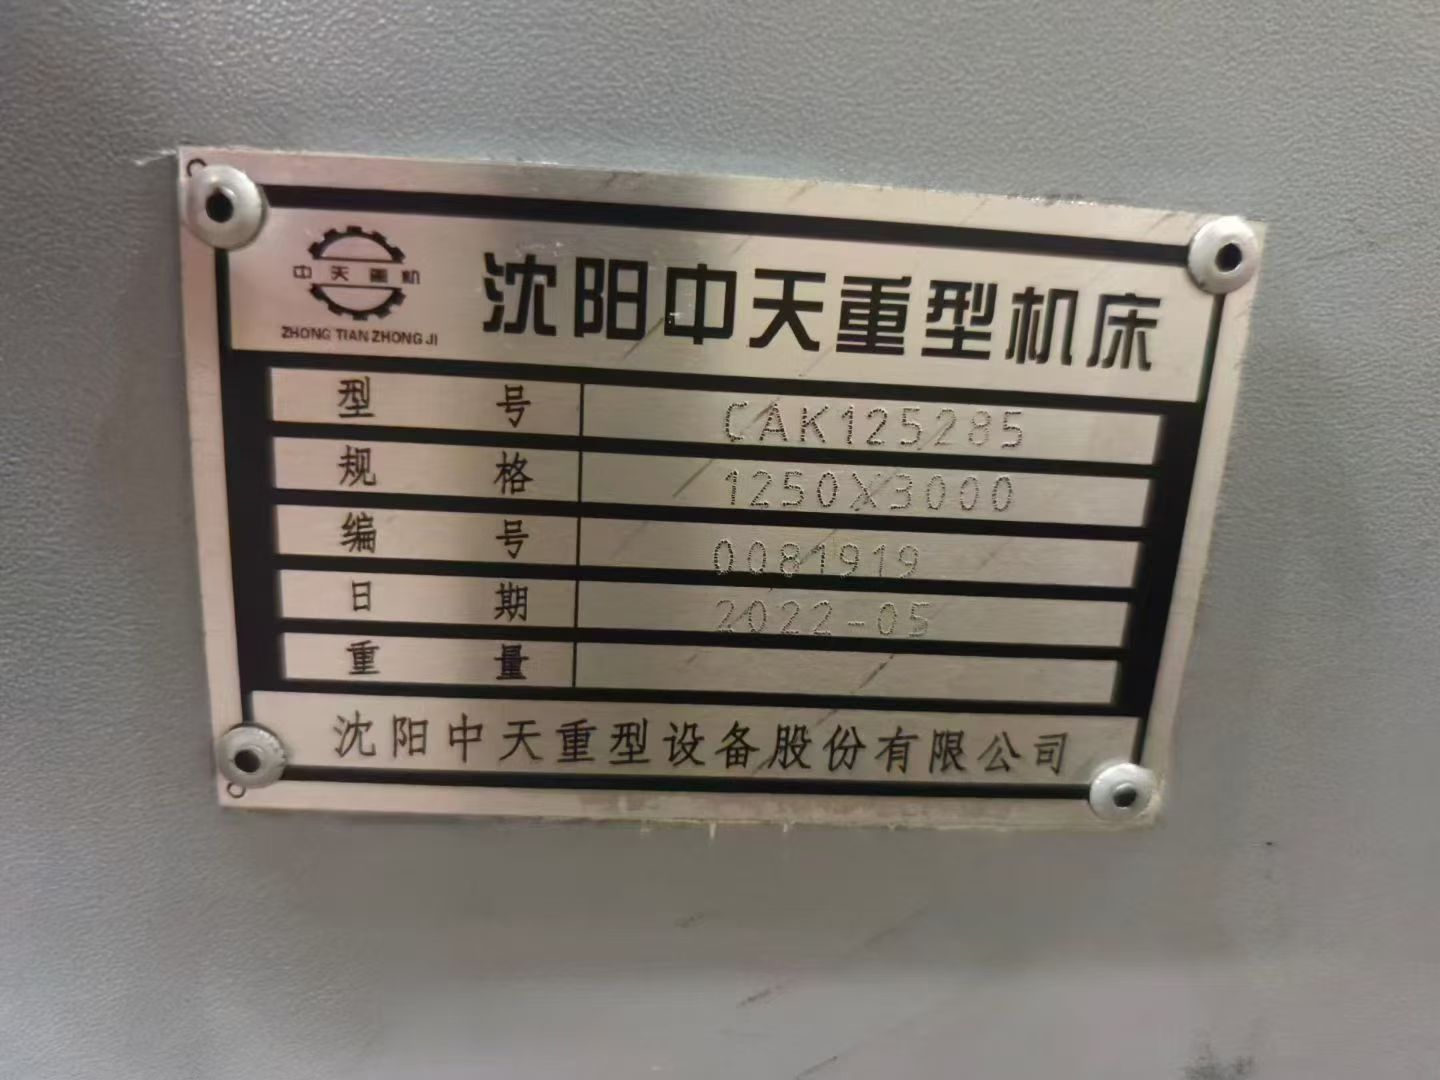 中天重机
ZHONG TIAN ZHONG JI
沈阳中天重型机床
型号 CAK125285
规格 1250X3000
编号 0081919
日期 2022-05
重量
沈阳中天重型设备股份有限公司